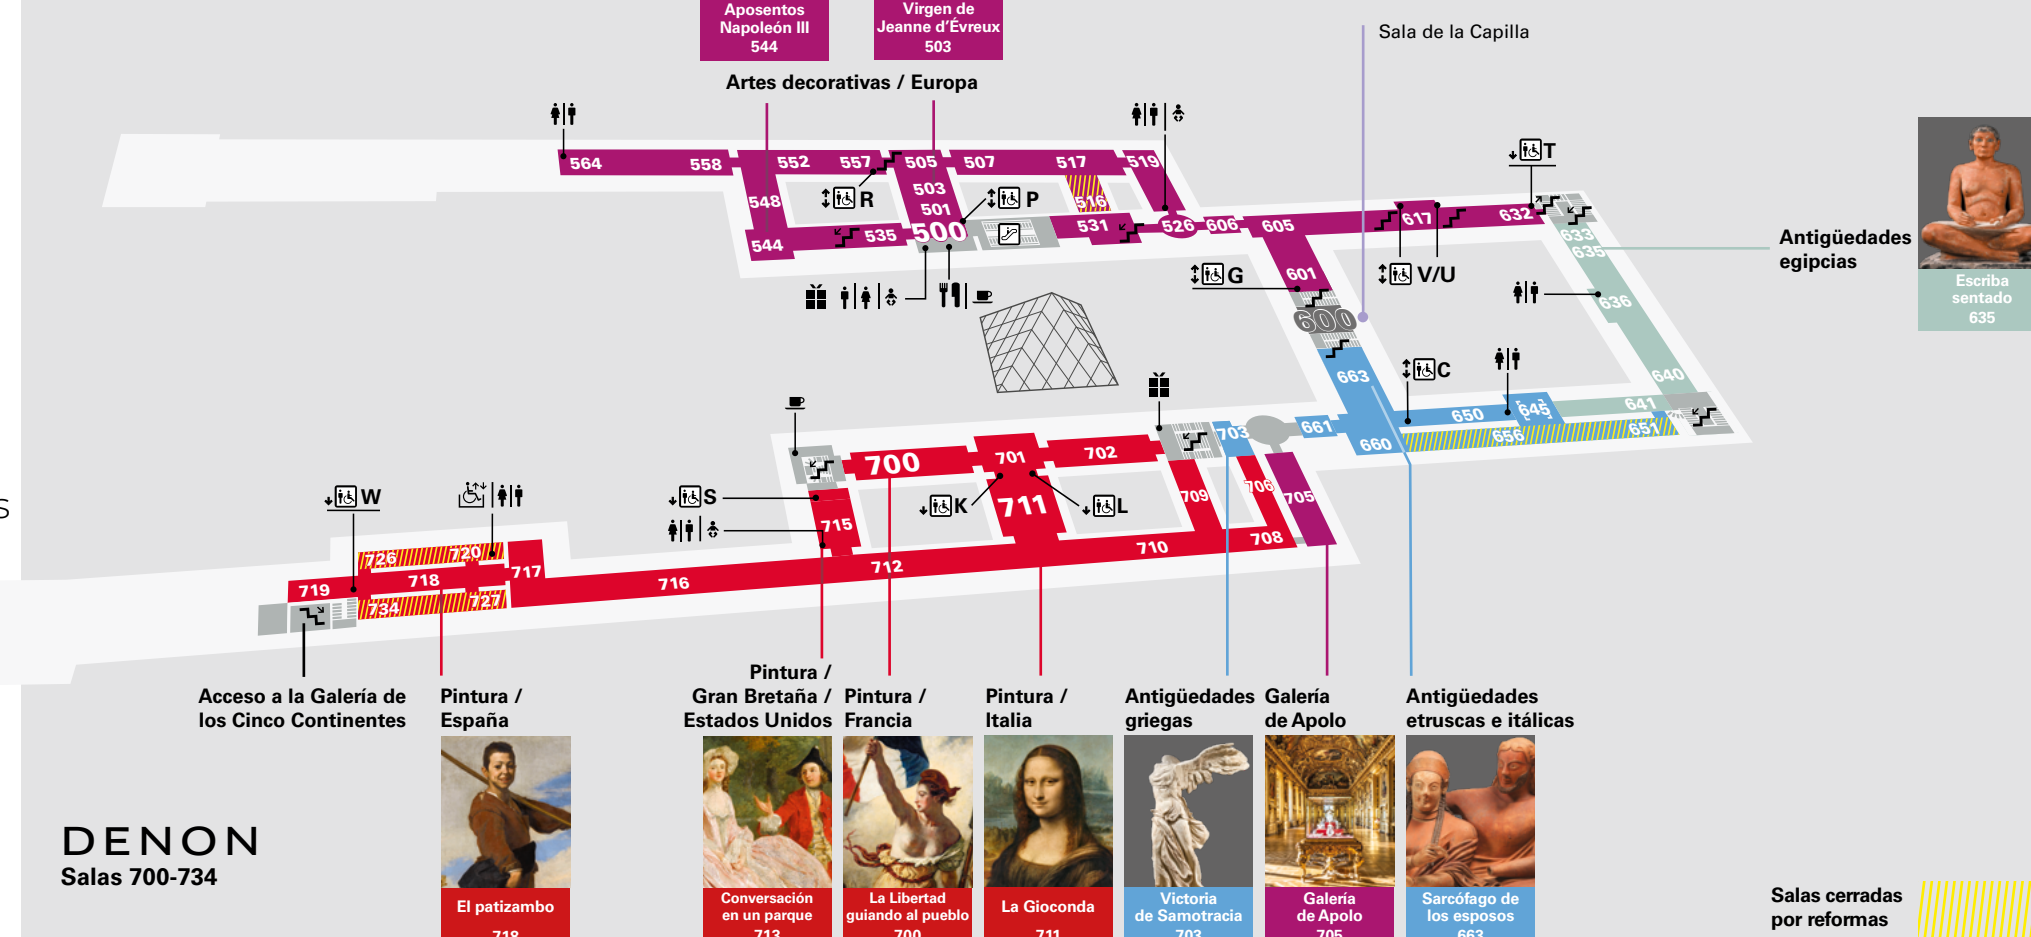 Aposentos
Napoleón III
544
Virgen de
Jeanne d’Évreux
503
Sala de la Capilla
Artes decorativas / Europa
564
558
552
557
505
507
517
519
T
548
R
503
P
516
501
500
531
526
606
605
617
632
544
535
633
635
Antigüedades
egipcias
Escriba
sentado
635
G
601
V/U
636
600
663
C
640
641
650
645
661
703
660
656
651
700
701
702
W
S
K
711
L
709
706
705
715
710
708
726
720
717
712
716
718
719
734
727
Acceso a la Galería de
los Cinco Continentes
Pintura /
España
Pintura /
Gran Bretaña /
Estados Unidos
Pintura /
Francia
Pintura /
Italia
Antigüedades
griegas
Galería
de Apolo
Antigüedades
etruscas e itálicas
DENON
Salas 700-734
El patizambo
718
Conversación
en un parque
713
La Libertad
guiando al pueblo
700
La Gioconda
711
Victoria
de Samotracia
703
Galería
de Apolo
705
Sarcófago de
los esposos
663
Salas cerradas
por reformas
S